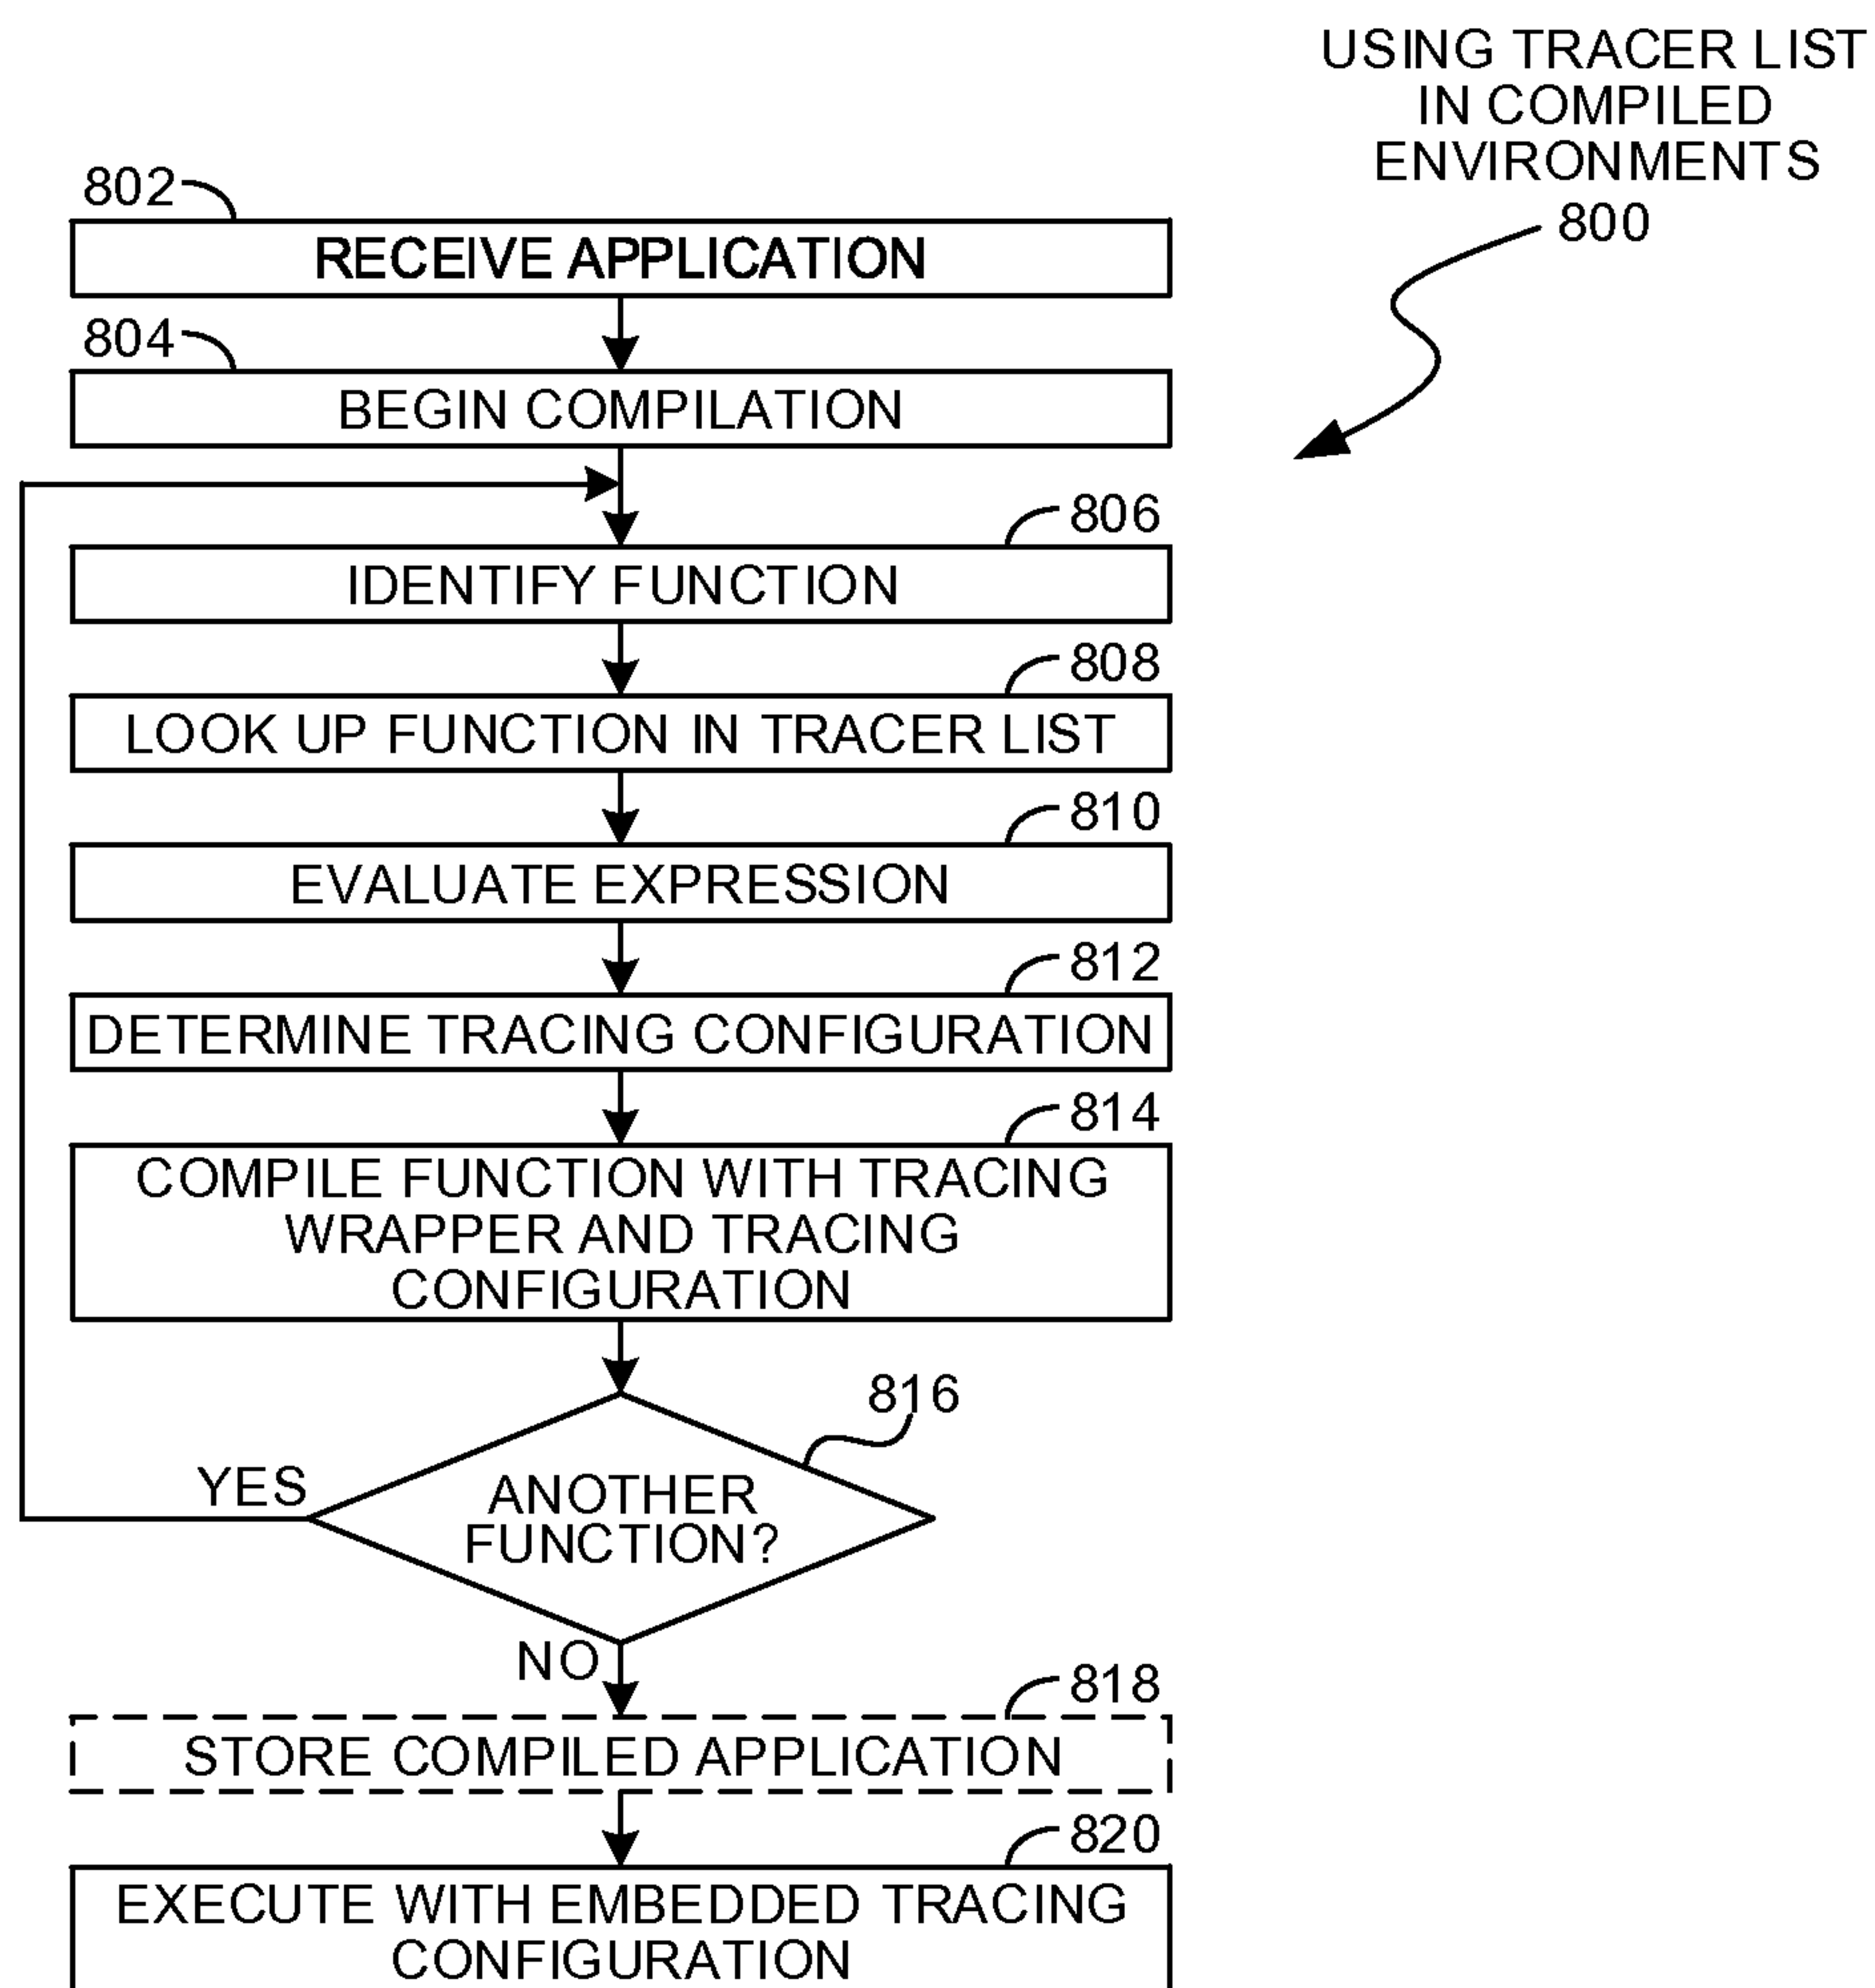 USING TRACER LIST
IN COMPILED
ENVIRONMENTS
800
802
RECEIVE APPLICATION
804
BEGIN COMPILATION
806
IDENTIFY FUNCTION
808
LOOK UP FUNCTION IN TRACER LIST
810
EVALUATE EXPRESSION
812
DETERMINE TRACING CONFIGURATION
814
COMPILE FUNCTION WITH TRACING
WRAPPER AND TRACING
CONFIGURATION
816
YES
ANOTHER
FUNCTION?
NO
818
STORE COMPILED APPLICATION
820
EXECUTE WITH EMBEDDED TRACING
CONFIGURATION